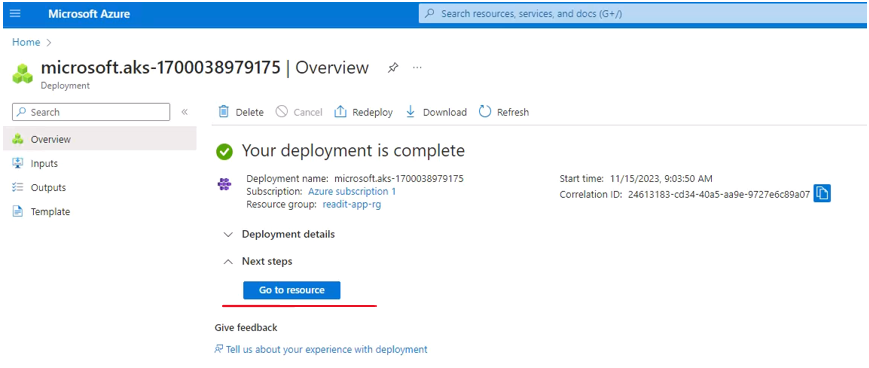 Microsoft Azure
Search resources, services, and docs (G+/)
Home
microsoft.aks-1700038979175 | Overview
Deployment
Search
Delete
Cancel
Redeploy
Download
Refresh
Overview
Inputs
Outputs
Template
Your deployment is complete
Deployment name: microsoft.aks-1700038979175
Subscription: Azure subscription 1
Resource group: readit-app-rg
Start time: 11/15/2023, 9:03:50 AM
Correlation ID: 24613183-cd34-40a5-aa9e-9727e6c89a07
Deployment details
Next steps
Go to resource
Give feedback
Tell us about your experience with deployment